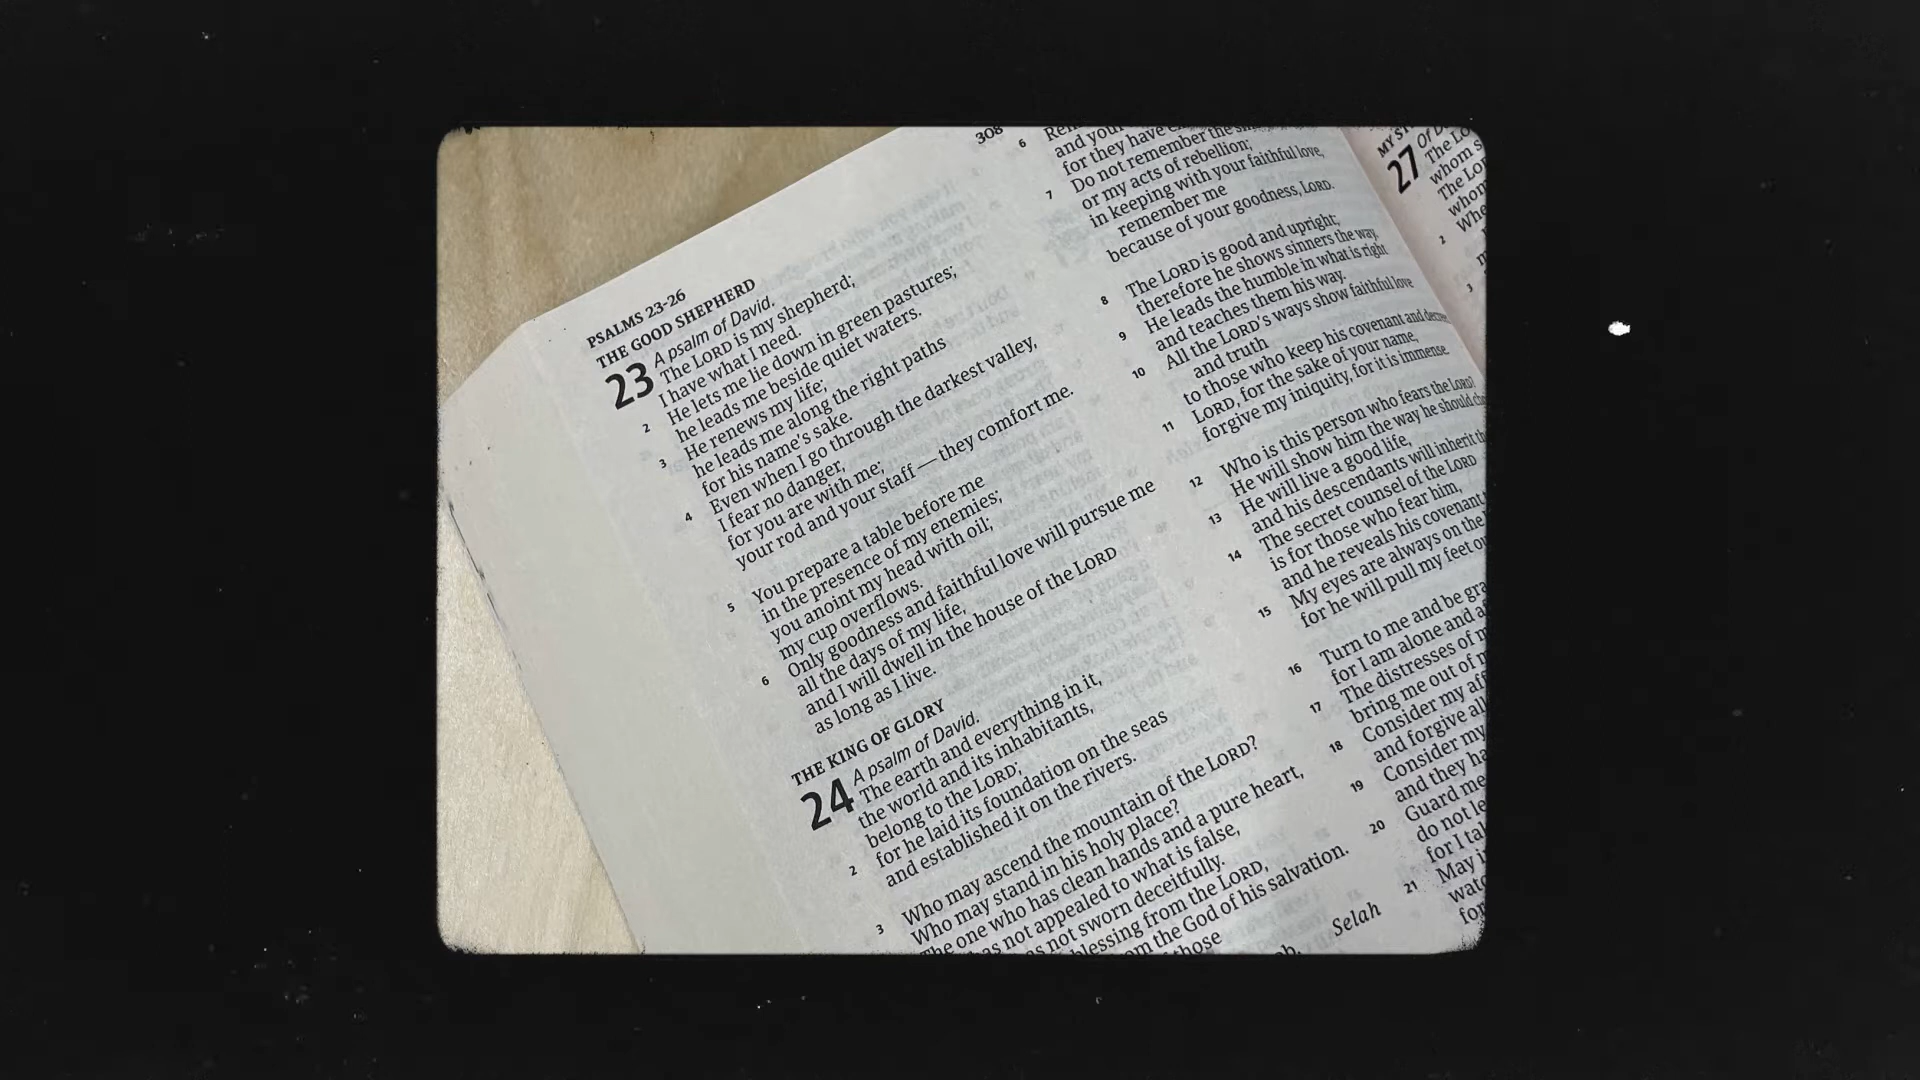 PSALMS 23-26
308
THE GOOD SHEPHERD
23 A psalm of David.
The LORD is my shepherd;
I have what I need.
2 He lets me lie down in green pastures;
he leads me beside quiet waters.
3 He renews my life;
he leads me along the right paths
for his name's sake.
4 Even when I go through the darkest valley,
I fear no danger,
for you are with me;
your rod and your staff — they comfort me.
5 You prepare a table before me
in the presence of my enemies;
you anoint my head with oil;
my cup overflows.
6 Only goodness and faithful love will pursue me
all the days of my life,
and I will dwell in the house of the LORD
as long as I live.
THE KING OF GLORY
24 A psalm of David.
The earth and everything in it,
the world and its inhabitants,
belong to the LORD;
2 for he laid its foundation on the seas
and established it on the rivers.
3 Who may ascend the mountain of the LORD?
Who may stand in his holy place?
The one who has clean hands and a pure heart,
has not appealed to what is false,
not sworn deceitfully.
blessing from the LORD,
the God of his salvation.
those
Selah
6
and your
for they have
7 Do not remember the
or my acts of rebellion;
in keeping with your faithful love,
remember me
because of your goodness, LORD.
8 The LORD is good and upright;
therefore he shows sinners the way.
9 He leads the humble in what is right
and teaches them his way.
10 All the LORD's ways show faithful love
and truth
to those who keep his covenant and
11 LORD, for the sake of your name,
forgive my iniquity, for it is immense.
12 Who is this person who fears the LORD?
He will show him the way he should
13 He will live a good life,
and his descendants will inherit
14 The secret counsel of the LORD
is for those who fear him,
and he reveals his covenant
15 My eyes are always on the
for he will pull my feet
16 Turn to me and be
for I am alone and
17 The distresses of
bring me out of
18 Consider my
and forgive all
19 Consider my
and they
20 Guard me
do not
for I
21 May
27 Of
The
whom
The
2
3